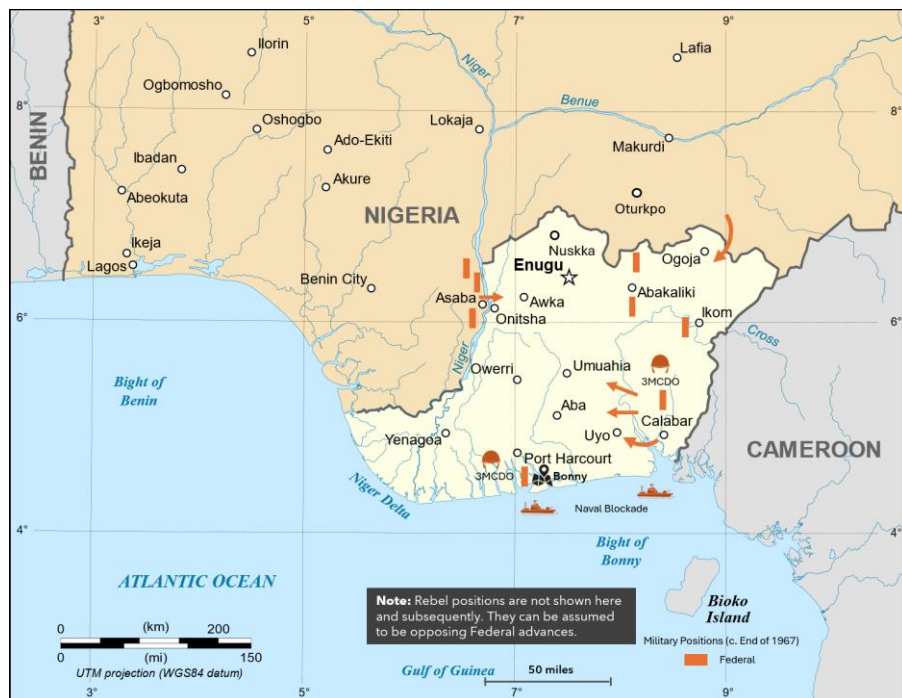 3°
5°
7°
9°
Ilorin
Niger
Lafia
Ogbomosho
8°
8°
Benue
Oshogbo
Lokaja
BENIN
Ado-Ekiti
Makurdi
Ibadan
Akure
Abeokuta
Oturkpo
NIGERIA
Nuskka
Ikeja
Enugu
Ogoja
Lagos
Benin City
Asaba
Awka
Abakaliki
Onitsha
Ikom
6°
6°
Cross
Niger
Bight of
Benin
Owerri
Umuahia
3MCDO
Aba
Calabar
Yenagoa
Uyo
CAMEROON
Port Harcourt
3MCDO
Bonny
Niger Delta
Naval Blockade
4°
4°
Bight of
Bonny
ATLANTIC OCEAN
Note: Rebel positions are not shown here
and subsequently. They can be assumed
to be opposing Federal advances.
Bioko
Island
0 (km) 200
0 (mi) 150
UTM projection (WGS84 datum)
Military Positions (c. End of 1967)
Federal
Gulf of Guinea
50 miles
3°
5°
7°
9°